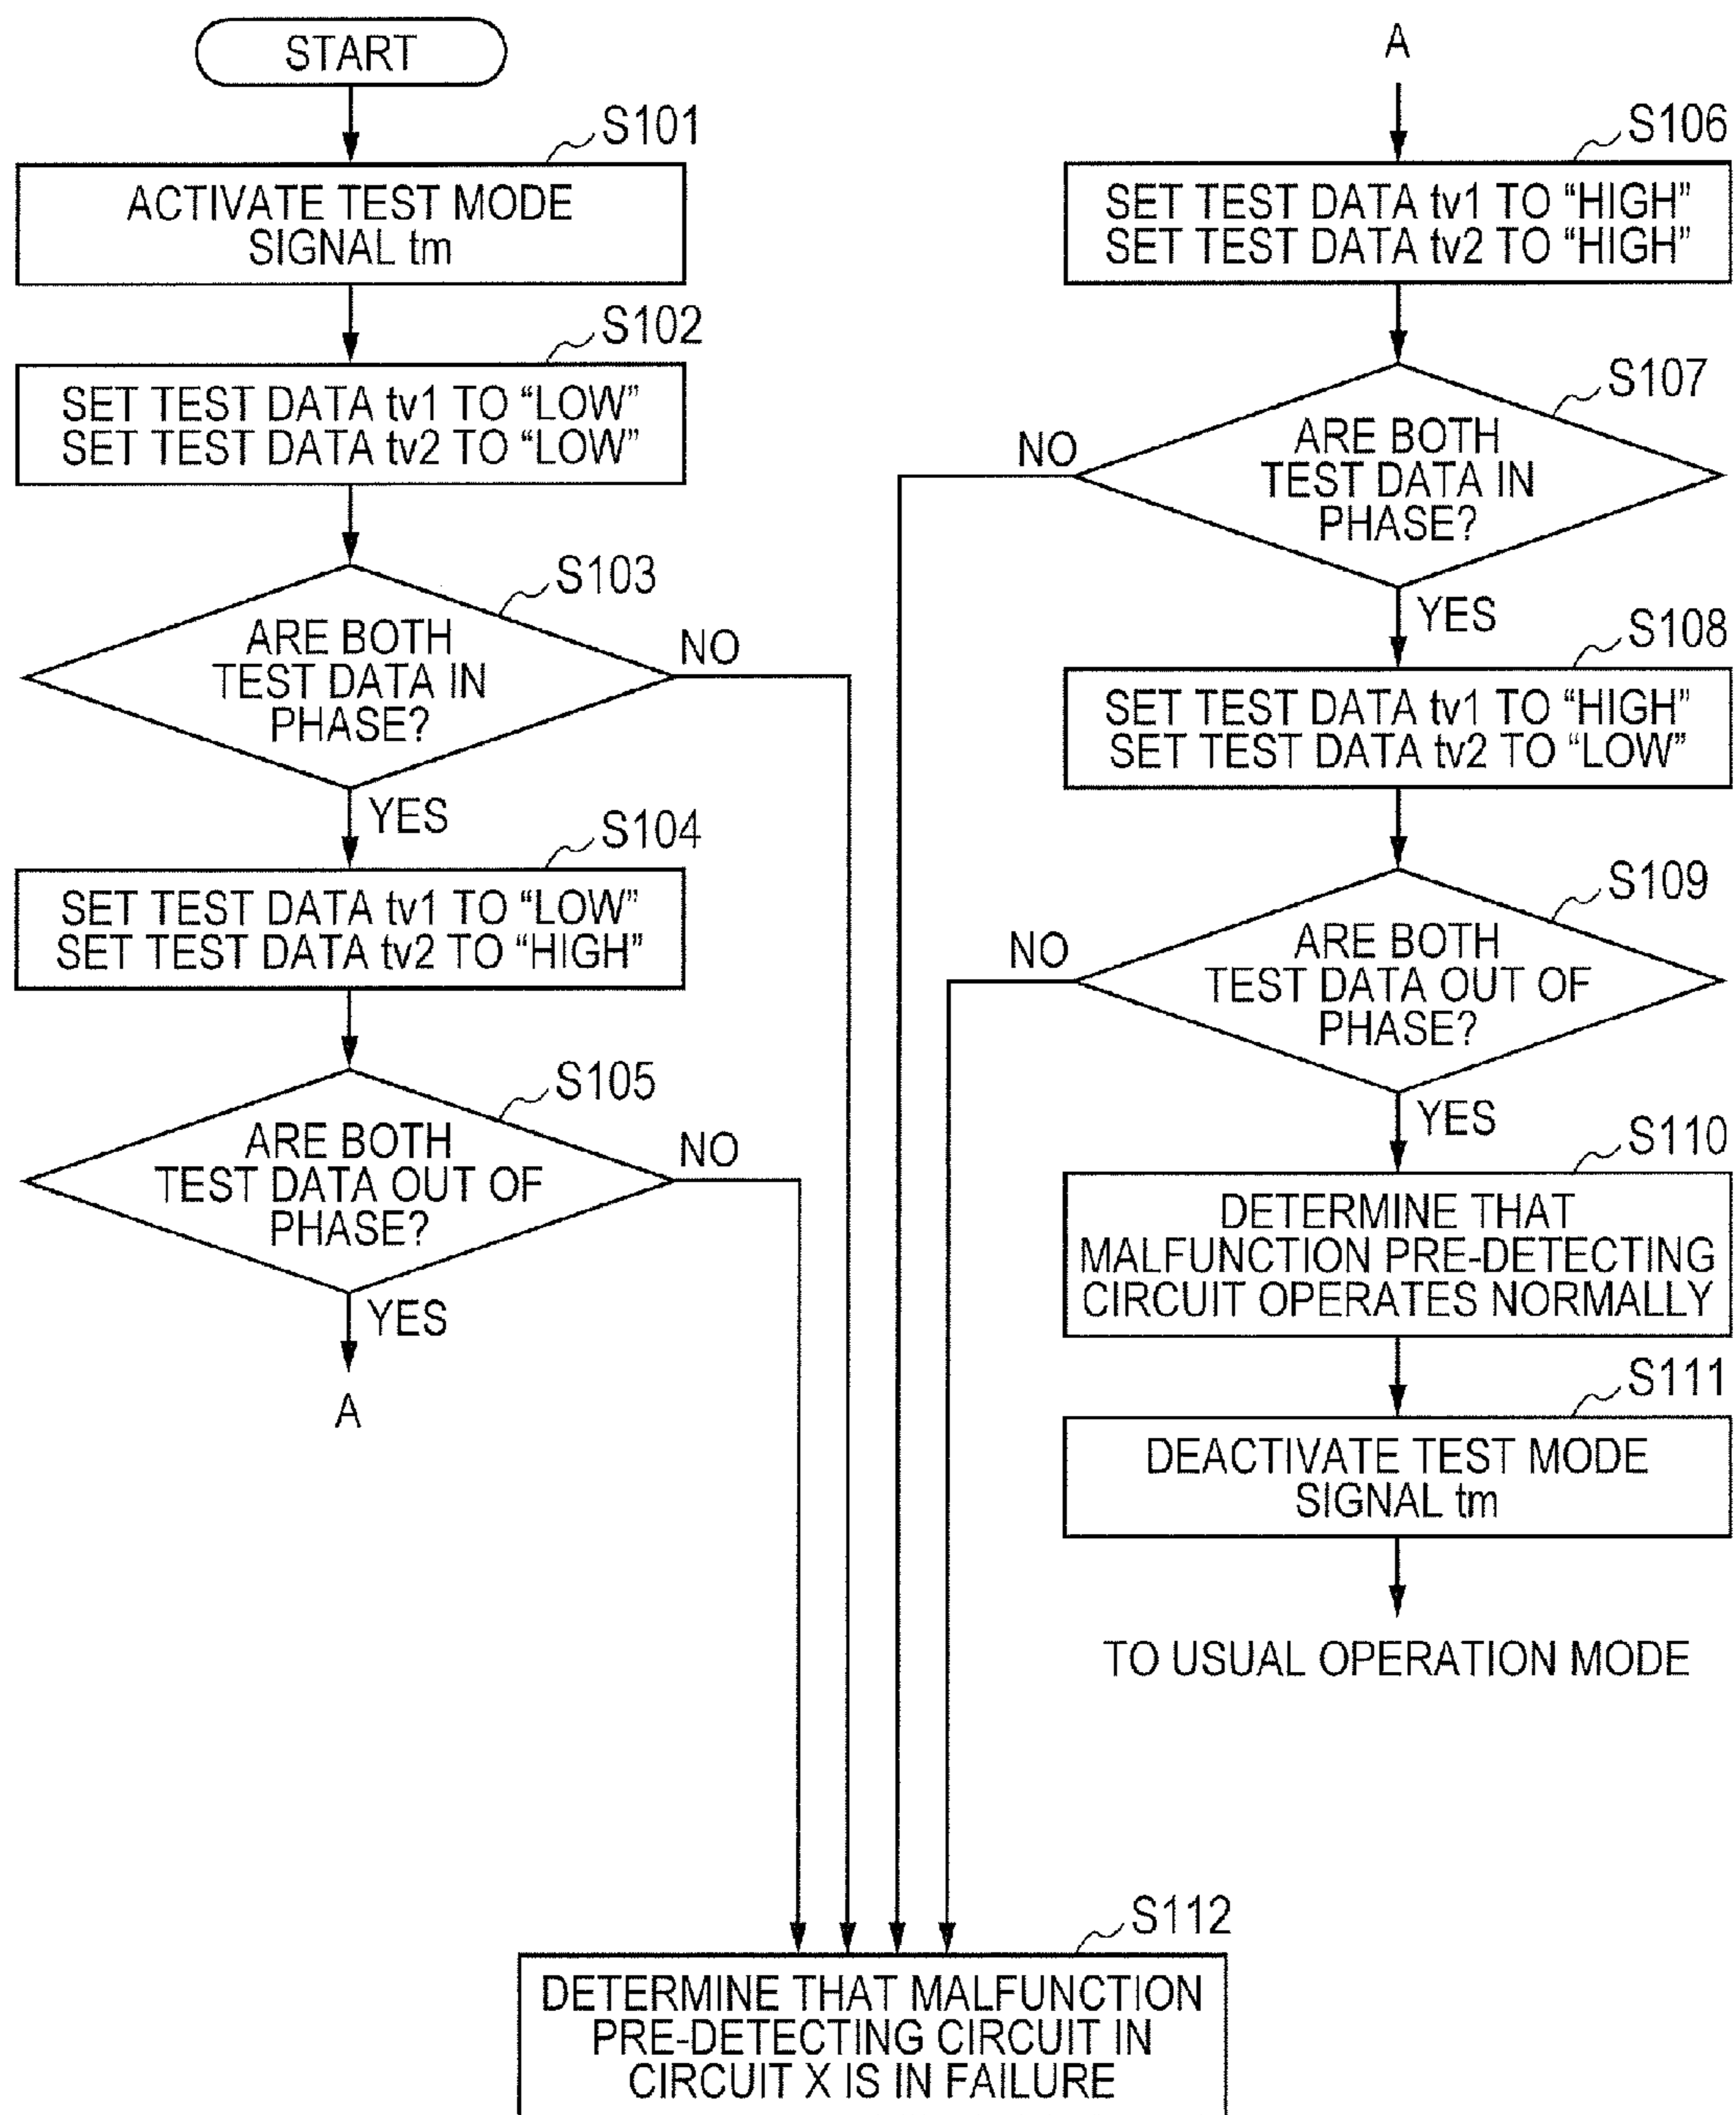 START
S101
ACTIVATE TEST MODE
SIGNAL tm
S102
SET TEST DATA tv1 TO “LOW”
SET TEST DATA tv2 TO “LOW”
S103
ARE BOTH
TEST DATA IN
PHASE?
NO
YES
S104
SET TEST DATA tv1 TO “LOW”
SET TEST DATA tv2 TO “HIGH”
S105
ARE BOTH
TEST DATA OUT OF
PHASE?
NO
YES
A
A
S106
SET TEST DATA tv1 TO “HIGH”
SET TEST DATA tv2 TO “HIGH”
S107
ARE BOTH
TEST DATA IN
PHASE?
NO
YES
S108
SET TEST DATA tv1 TO “HIGH”
SET TEST DATA tv2 TO “LOW”
S109
ARE BOTH
TEST DATA OUT OF
PHASE?
NO
YES
S110
DETERMINE THAT
MALFUNCTION PRE-DETECTING
CIRCUIT OPERATES NORMALLY
S111
DEACTIVATE TEST MODE
SIGNAL tm
TO USUAL OPERATION MODE
S112
DETERMINE THAT MALFUNCTION
PRE-DETECTING CIRCUIT IN
CIRCUIT X IS IN FAILURE